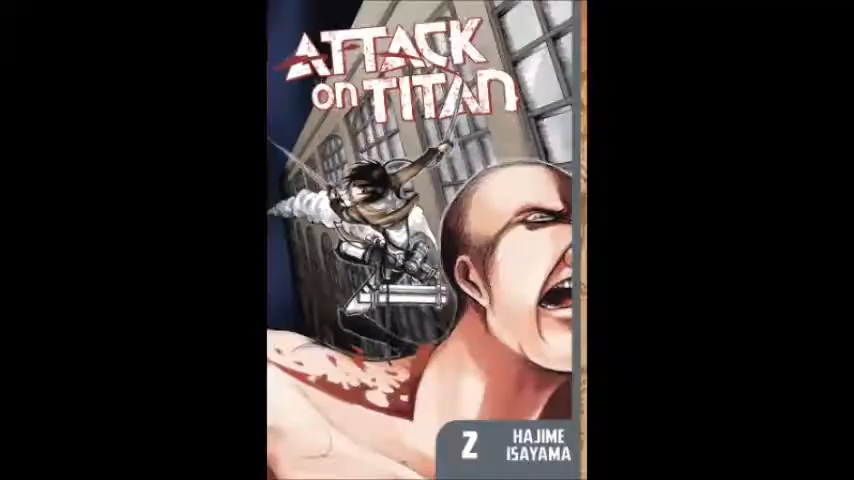 ATTACK
on TITAN
2
HAJIME
ISAYAMA